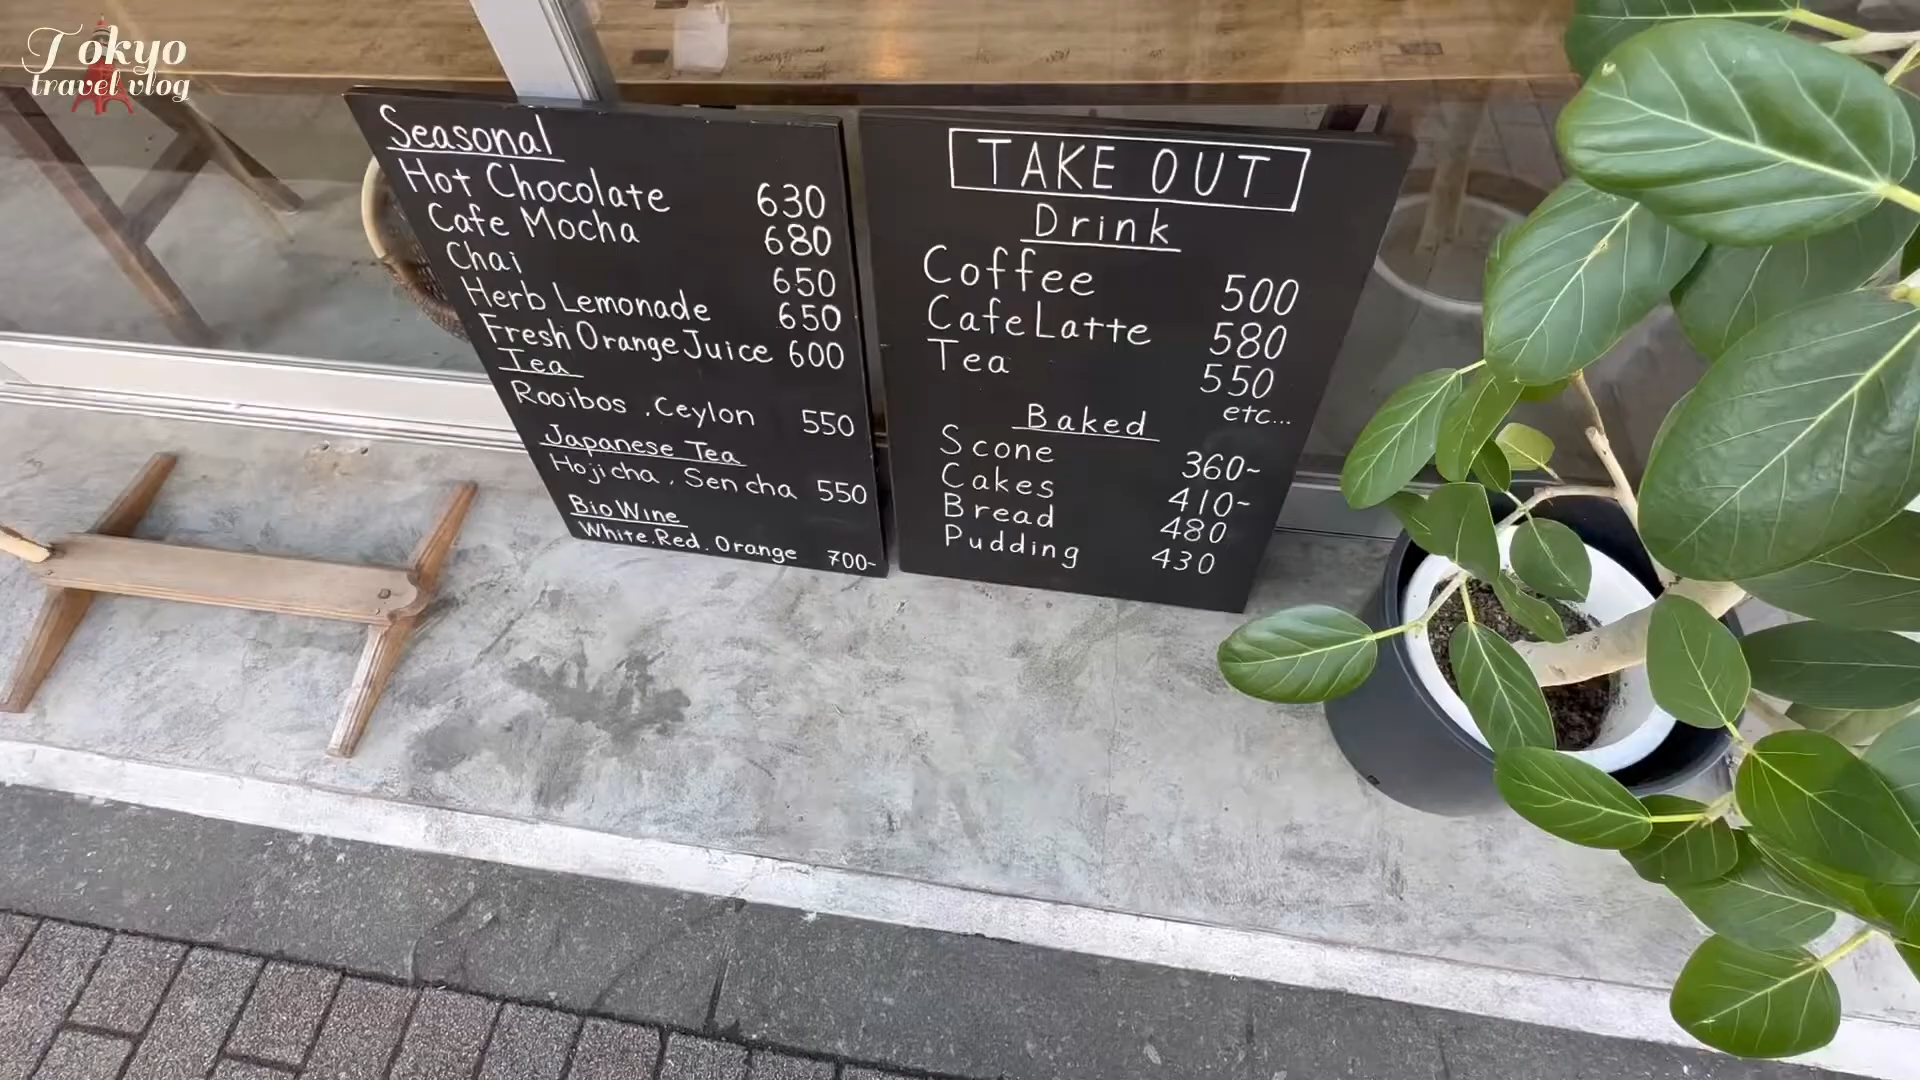 Tokyo
travel vlog
Seasonal
Hot Chocolate 630
Cafe Mocha 680
Chai 650
Herb Lemonade 650
Fresh Orange Juice 600
Tea
Rooibos . Ceylon 550
Japanese Tea
Hojicha . Sencha 550
Bio Wine
White. Red. Orange 700-
TAKE OUT
Drink
Coffee 500
Cafe Latte 580
Tea 550
etc...
Baked
Scone 360-
Cakes 410-
Bread 480
Pudding 430